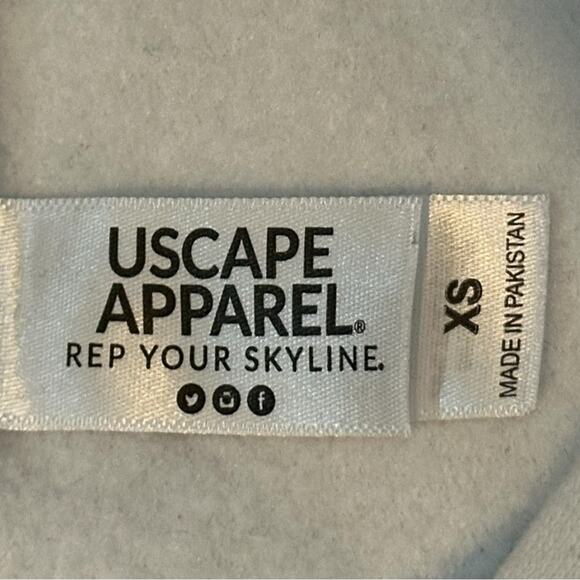 USCAPE
APPAREL®
REP YOUR SKYLINE.
XS
MADE IN PAKISTAN